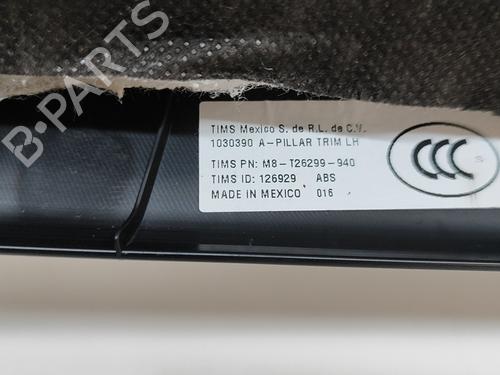 TIMS Mexico S. de R.L. de C.V.
1030390 A-PILLAR TRIM LH
TIMS PN: M8-T26299-940
TIMS ID: 126929 ABS
MADE IN MEXICO 016
CCC
B-PARTS